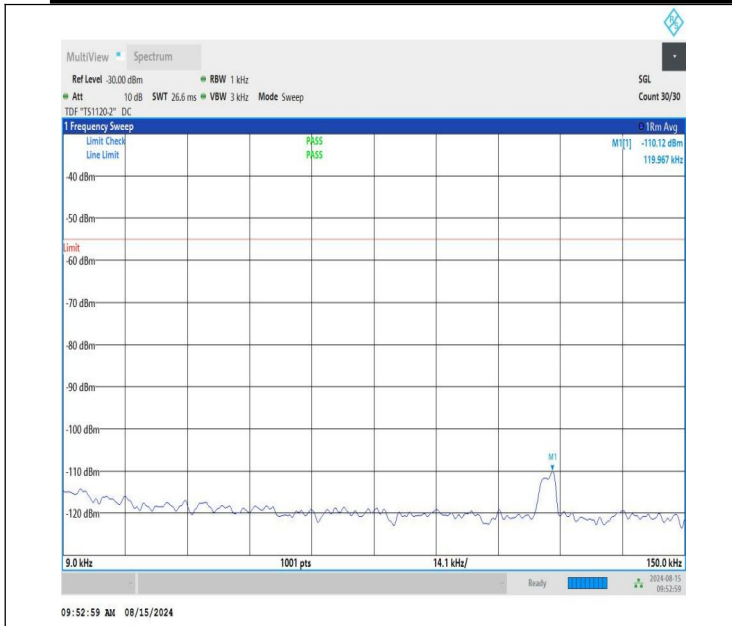 R S
MultiView Spectrum
Ref Level -30.00 dBm RBW 1 kHz SGL
Att 10 dB SWT 26.6 ms VBW 3 kHz Mode Sweep Count 30/30
TDF "TS1120-2" DC
1 Frequency Sweep 1Rm Avg
Limit Check PASS M1[1] -110.12 dBm
Line Limit PASS 119.967 kHz
-40 dBm
-50 dBm
Limit
-60 dBm
-70 dBm
-80 dBm
-90 dBm
-100 dBm
M1
-110 dBm
-120 dBm
9.0 kHz 1001 pts 14.1 kHz/ 150.0 kHz
Ready 2024-08-15
09:52:59
09:52:59 AM 08/15/2024